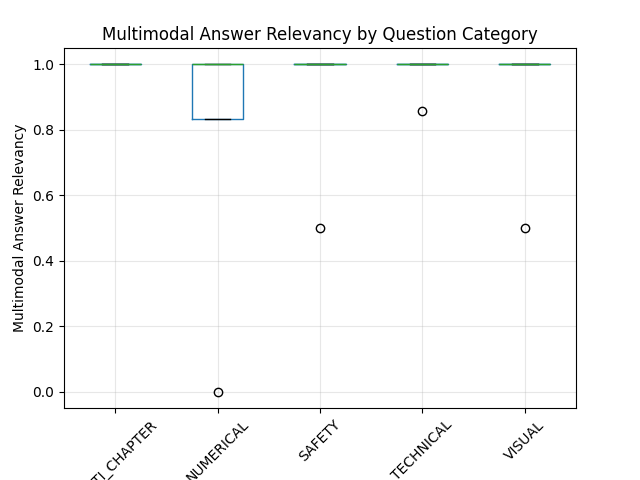 Multimodal Answer Relevancy by Question Category
Multimodal Answer Relevancy
1.0
0.8
0.6
0.4
0.2
0.0
TI_CHAPTER
NUMERICAL
SAFETY
TECHNICAL
VISUAL